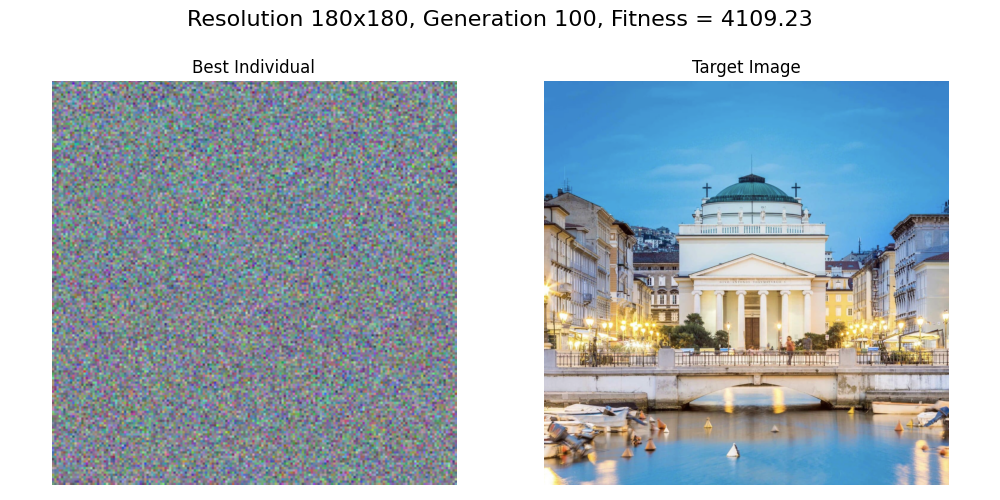 Resolution 180x180, Generation 100, Fitness = 4109.23
Best Individual
Target Image